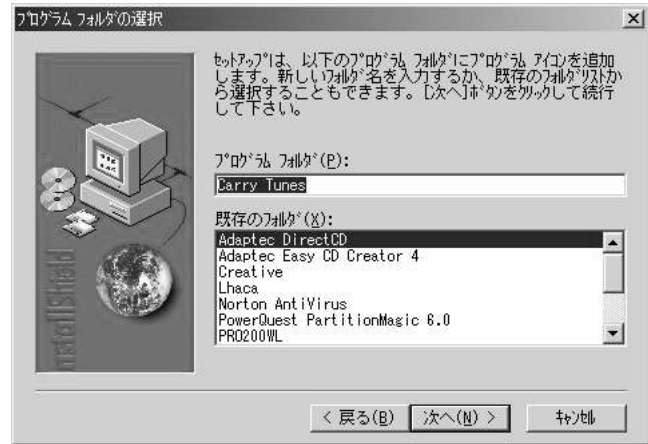 ﾌﾟﾛｸﾞﾗﾑ ﾌｫﾙﾀﾞの選択
ｾｯﾄｱｯﾌﾟは、以下のﾌﾟﾛｸﾞﾗﾑ ﾌｫﾙﾀﾞにﾌﾟﾛｸﾞﾗﾑ ｱｲｺﾝを追加
します。新しいﾌｫﾙﾀﾞ名を入力するか、既存のﾌｫﾙﾀﾞﾘｽﾄか
ら選択することもできます。[次へ]ﾎﾞﾀﾝをｸﾘｯｸして続行
して下さい。
ﾌﾟﾛｸﾞﾗﾑ ﾌｫﾙﾀﾞ(P):
Carry Tunes
既存のﾌｫﾙﾀﾞ(X):
Adaptec DirectCD
Adaptec Easy CD Creator 4
Creative
Lhaca
Norton AntiVirus
PowerQuest PartitionMagic 6.0
PRO200WL
InstallShield
< 戻る(B)
次へ(N) >
ｷｬﾝｾﾙ